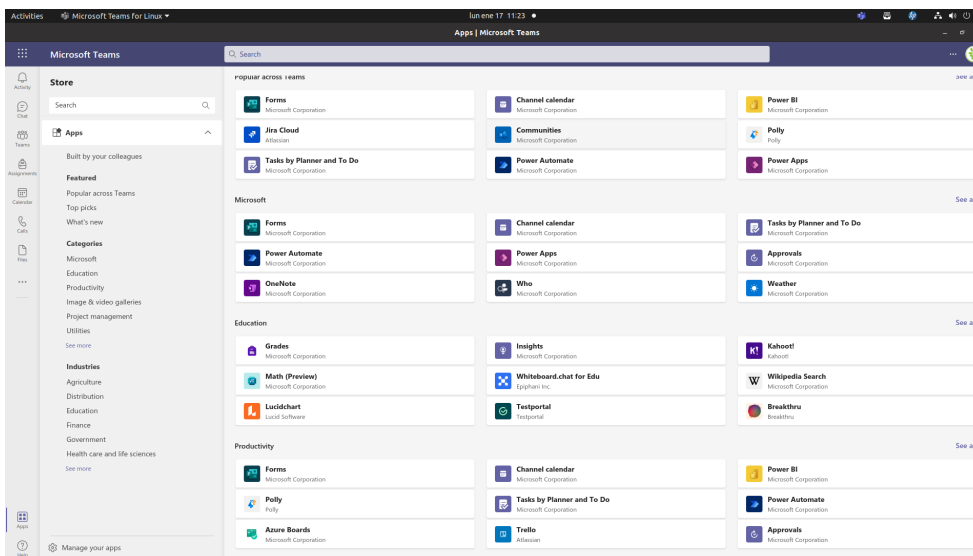 Activities Microsoft Teams for Linux lun ene 17 11:23
Apps | Microsoft Teams
Microsoft Teams Search
Activity
Chat
Teams
Assignments
Calendar
Calls
Files
Apps
Help
Store
Search
Apps
Built by your colleagues
Featured
Popular across Teams
Top picks
What's new
Categories
Microsoft
Education
Productivity
Image & video galleries
Project management
Utilities
See more
Industries
Agriculture
Distribution
Education
Finance
Government
Health care and life sciences
See more
Manage your apps
Popular across Teams See a
Forms
Microsoft Corporation
Channel calendar
Microsoft Corporation
Power BI
Microsoft Corporation
Jira Cloud
Atlassian
Communities
Microsoft Corporation
Polly
Polly
Tasks by Planner and To Do
Microsoft Corporation
Power Automate
Microsoft Corporation
Power Apps
Microsoft Corporation
Microsoft See a
Forms
Microsoft Corporation
Channel calendar
Microsoft Corporation
Tasks by Planner and To Do
Microsoft Corporation
Power Automate
Microsoft Corporation
Power Apps
Microsoft Corporation
Approvals
Microsoft Corporation
OneNote
Microsoft Corporation
Who
Microsoft Corporation
Weather
Microsoft Corporation
Education See a
Grades
Microsoft Corporation
Insights
Microsoft Corporation
K! Kahoot!
Kahoot!
Math (Preview)
Microsoft Corporation
Whiteboard.chat for Edu
Epiphani Inc.
W Wikipedia Search
Microsoft Corporation
Lucidchart
Lucid Software
Testportal
Testportal
Breakthru
Breakthru
Productivity See a
Forms
Microsoft Corporation
Channel calendar
Microsoft Corporation
Power BI
Microsoft Corporation
Polly
Polly
Tasks by Planner and To Do
Microsoft Corporation
Power Automate
Microsoft Corporation
Azure Boards
Microsoft Corporation
Trello
Atlassian
Approvals
Microsoft Corporation